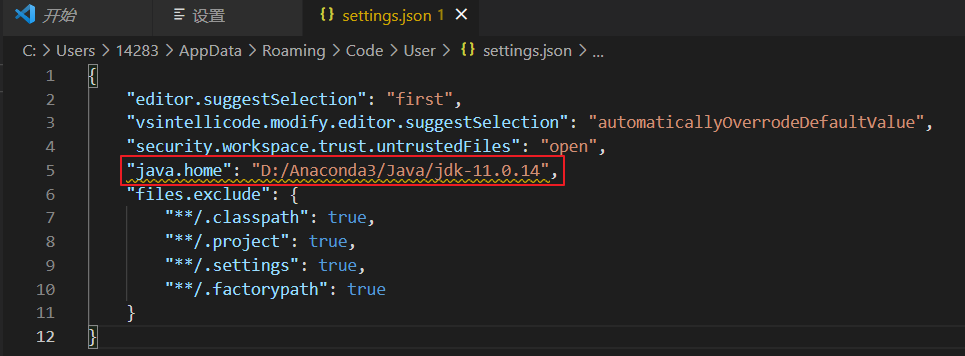 开始 设置 {} settings.json 1 ×
C: > Users > 14283 > AppData > Roaming > Code > User > {} settings.json > ...
1 {
2 "editor.suggestSelection": "first",
3 "vsintellicode.modify.editor.suggestSelection": "automaticallyOverrodeDefaultValue",
4 "security.workspace.trust.untrustedFiles": "open",
5 "java.home": "D:/Anaconda3/Java/jdk-11.0.14",
6 "files.exclude": {
7 "**/.classpath": true,
8 "**/.project": true,
9 "**/.settings": true,
10 "**/.factorypath": true
11 }
12 }